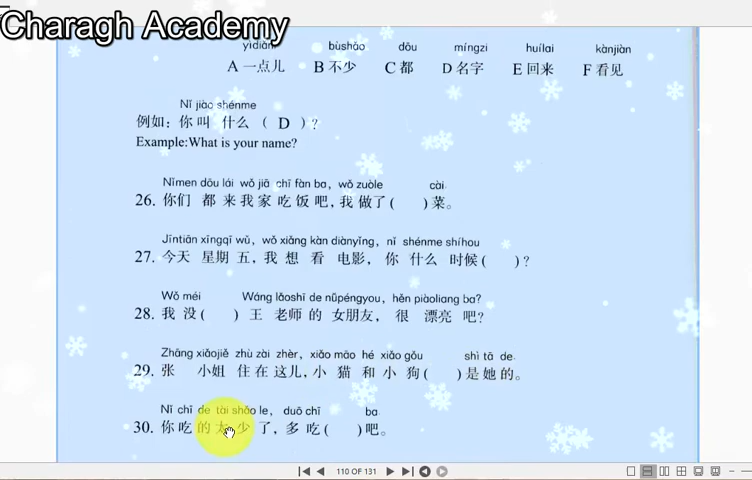 Charagh Academy
yìdiǎn bùshǎo dōu míngzi huílai kànjiàn
A 一点儿 B 不少 C 都 D 名字 E 回来 F 看见
Nǐ jiào shénme
例如：你 叫 什么 （ D ）？
Example:What is your name?
Nǐmen dōu lái wǒ jiā chī fàn ba, wǒ zuòle cài
26. 你们 都 来 我 家 吃 饭 吧，我 做了（ ）菜。
Jīntiān xīngqī wǔ, wǒ xiǎng kàn diànyǐng, nǐ shénme shíhou
27. 今天 星期 五，我 想 看 电影， 你 什么 时候（ ）？
Wǒ méi Wáng lǎoshī de nǚpéngyou, hěn piàoliang ba?
28. 我 没（ ）王 老师 的 女朋友， 很 漂亮 吧？
Zhāng xiǎojiě zhù zài zhèr, xiǎo māo hé xiǎo gǒu shì tā de
29. 张 小姐 住 在 这儿，小 猫 和 小 狗（ ）是 她 的。
Nǐ chī de tài shǎo le, duō chī ba
30. 你 吃 的 太 少 了，多 吃（ ）吧。
110 OF 131